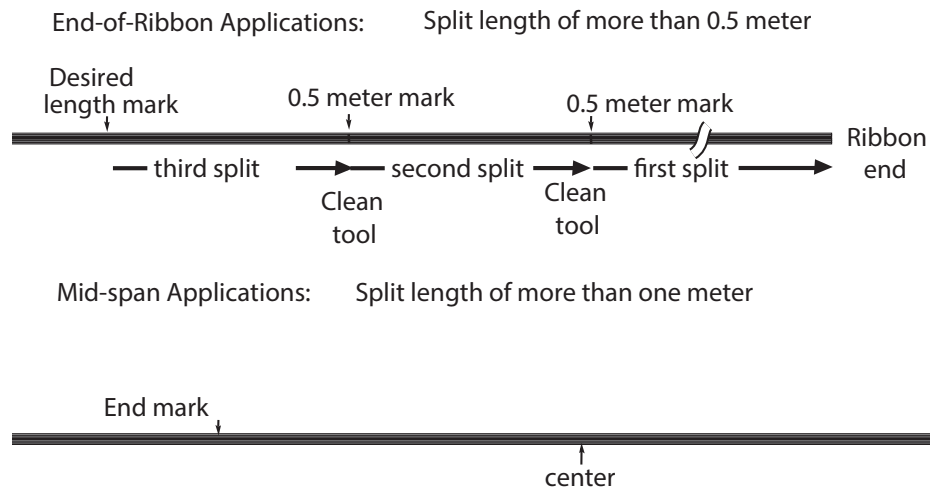 End-of-Ribbon Applications: Split length of more than 0.5 meter
Desired
length mark
0.5 meter mark
0.5 meter mark
Ribbon
end
third split
second split
first split
Clean
tool
Clean
tool
Mid-span Applications: Split length of more than one meter
End mark
center